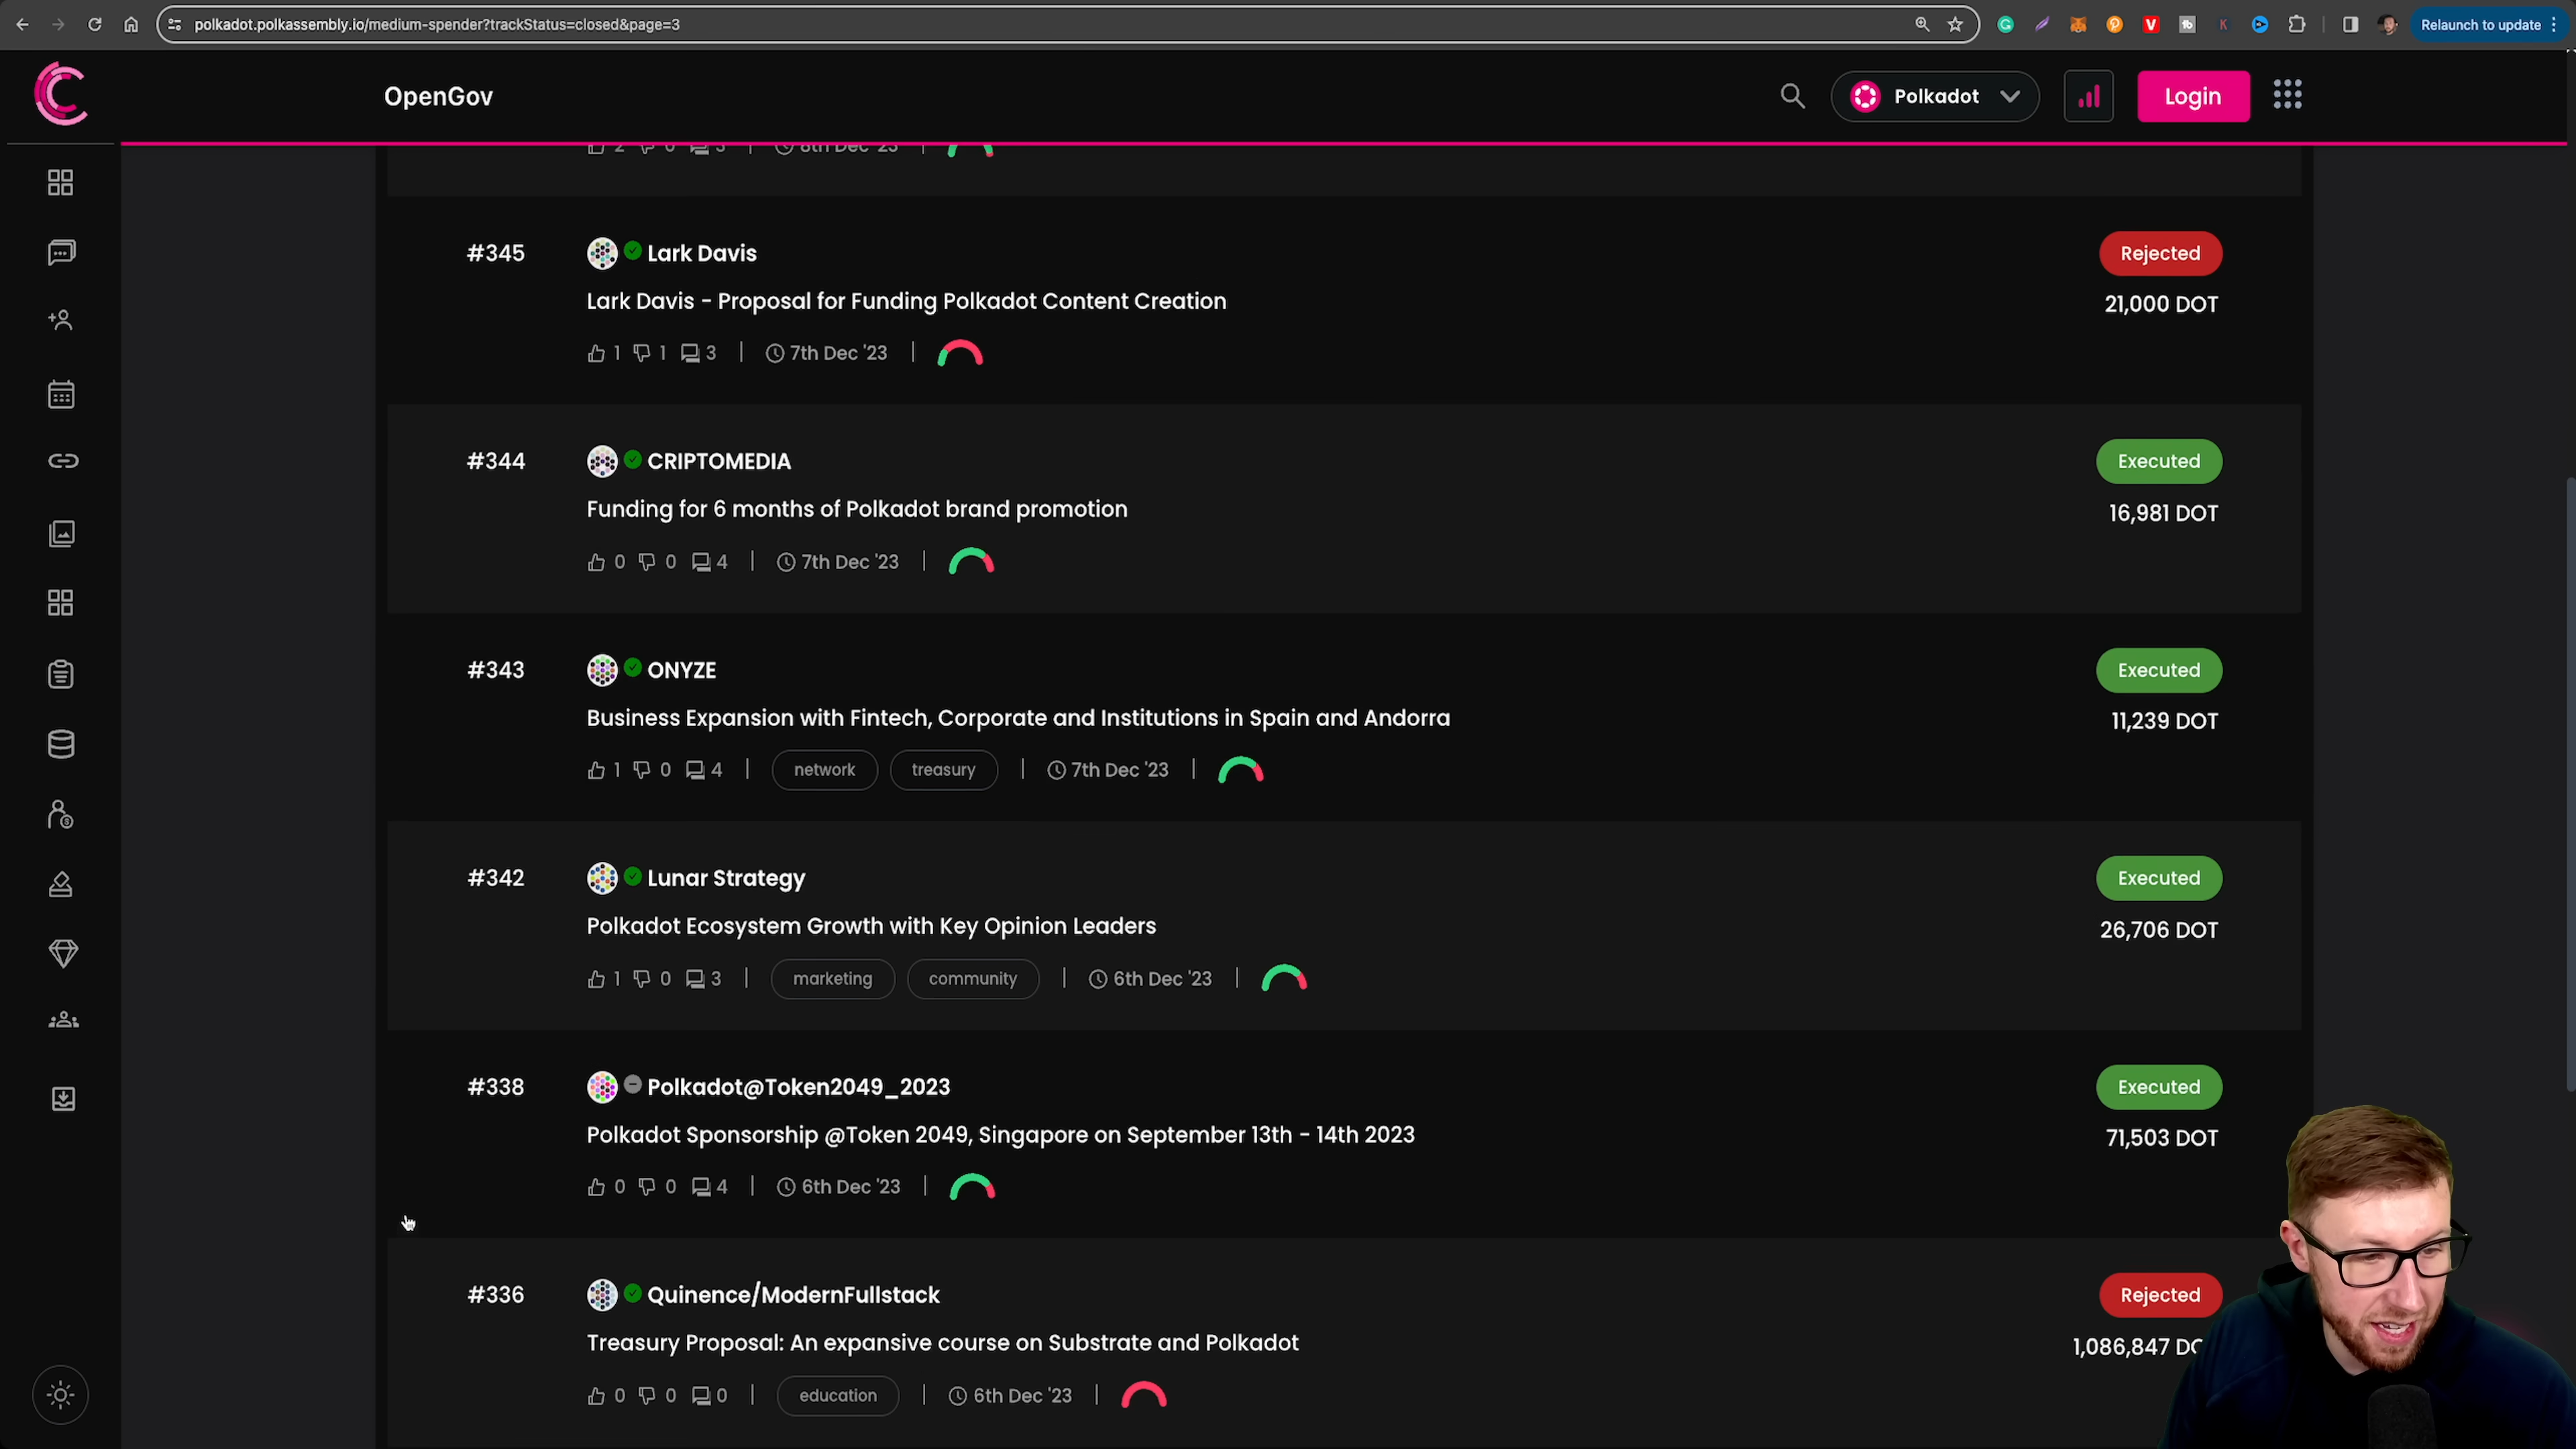 polkadot.polkassembly.io/medium-spender?trackStatus=closed&page=3
Relaunch to update
OpenGov
Polkadot
Login
2 0 3 | 8th Dec '23 |
#345 Lark Davis Rejected
Lark Davis - Proposal for Funding Polkadot Content Creation 21,000 DOT
1 1 3 | 7th Dec '23 |
#344 CRIPTOMEDIA Executed
Funding for 6 months of Polkadot brand promotion 16,981 DOT
0 0 4 | 7th Dec '23 |
#343 ONYZE Executed
Business Expansion with Fintech, Corporate and Institutions in Spain and Andorra 11,239 DOT
1 0 4 | network treasury | 7th Dec '23 |
#342 Lunar Strategy Executed
Polkadot Ecosystem Growth with Key Opinion Leaders 26,706 DOT
1 0 3 | marketing community | 6th Dec '23 |
#338 Polkadot@Token2049_2023 Executed
Polkadot Sponsorship @Token 2049, Singapore on September 13th - 14th 2023 71,503 DOT
0 0 4 | 6th Dec '23 |
#336 Quinence/ModernFullstack Rejected
Treasury Proposal: An expansive course on Substrate and Polkadot 1,086,847
0 0 0 | education | 6th Dec '23 |